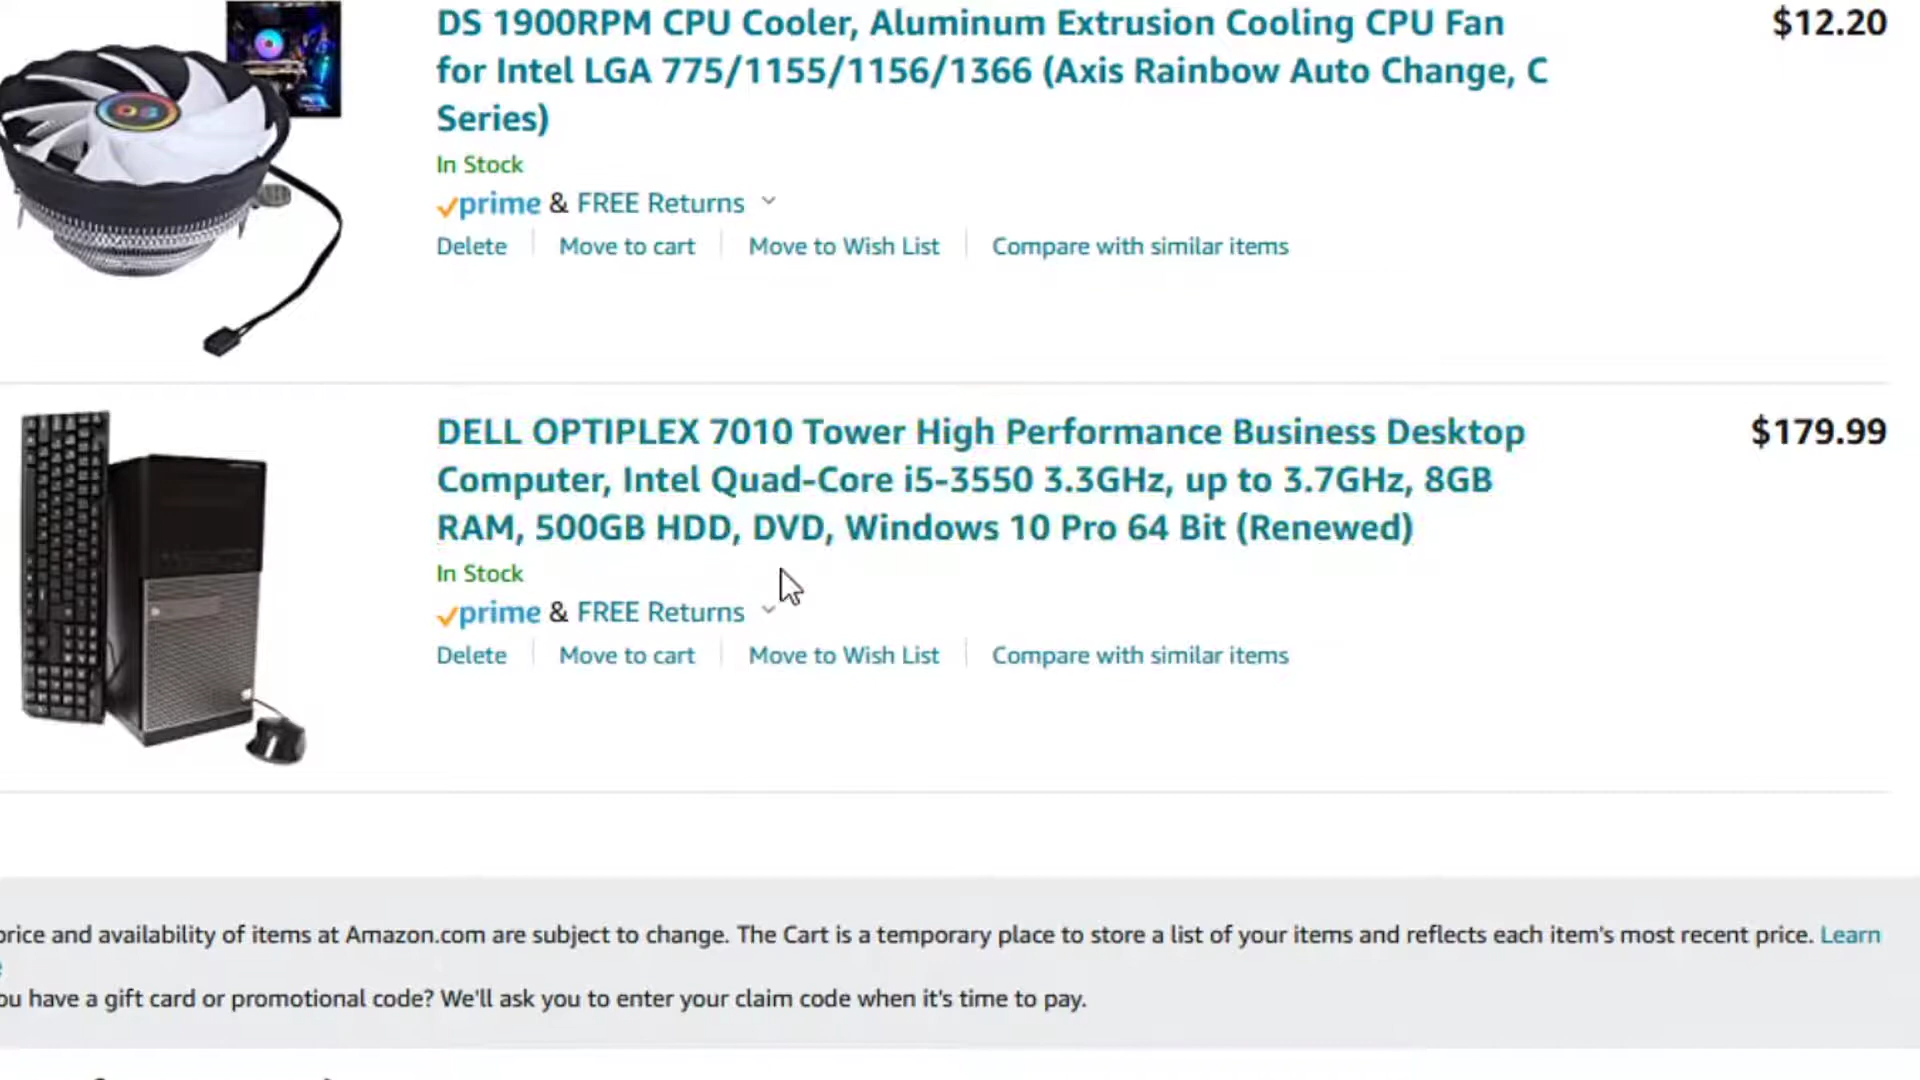 DS 1900RPM CPU Cooler, Aluminum Extrusion Cooling CPU Fan
for Intel LGA 775/1155/1156/1366 (Axis Rainbow Auto Change, C
Series)
$12.20
In Stock
prime & FREE Returns
Delete Move to cart Move to Wish List Compare with similar items
DELL OPTIPLEX 7010 Tower High Performance Business Desktop
Computer, Intel Quad-Core i5-3550 3.3GHz, up to 3.7GHz, 8GB
RAM, 500GB HDD, DVD, Windows 10 Pro 64 Bit (Renewed)
$179.99
In Stock
prime & FREE Returns
Delete Move to cart Move to Wish List Compare with similar items
price and availability of items at Amazon.com are subject to change. The Cart is a temporary place to store a list of your items and reflects each item's most recent price. Learn
ou have a gift card or promotional code? We'll ask you to enter your claim code when it's time to pay.